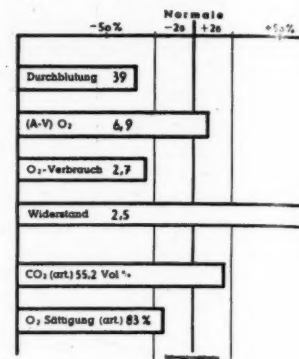 Normale
-50% -2σ +2σ +50%
Durchblutung 39
(A-V) O₂ 6,9
O₂-Verbrauch 2,7
Widerstand 2,5
CO₂ (art.) 55,2 Vol %
O₂ Sättigung (art.) 83%